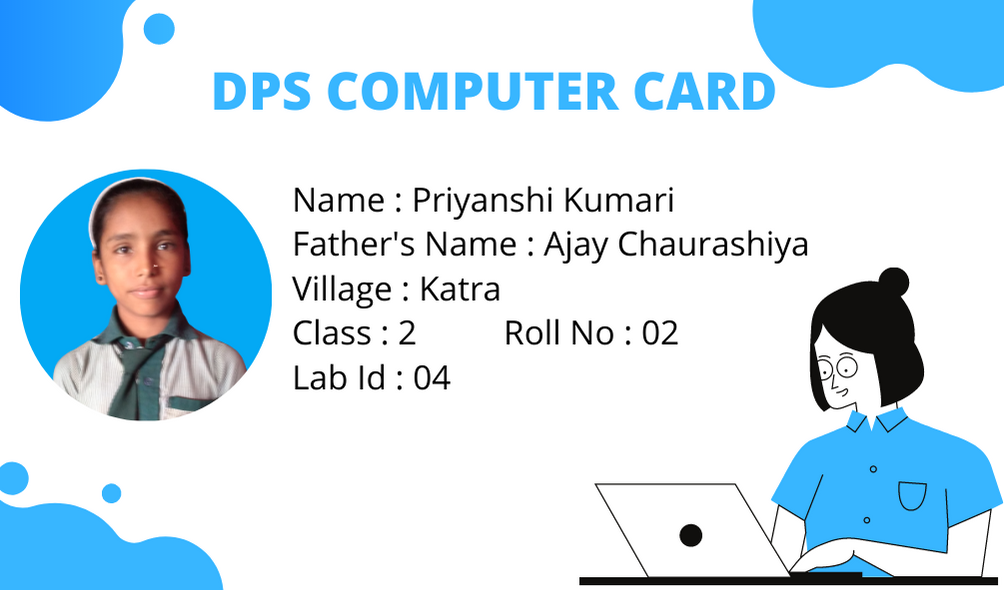 DPS COMPUTER CARD
Name : Priyanshi Kumari
Father's Name : Ajay Chaurashiya
Village : Katra
Class : 2 Roll No : 02
Lab Id : 04